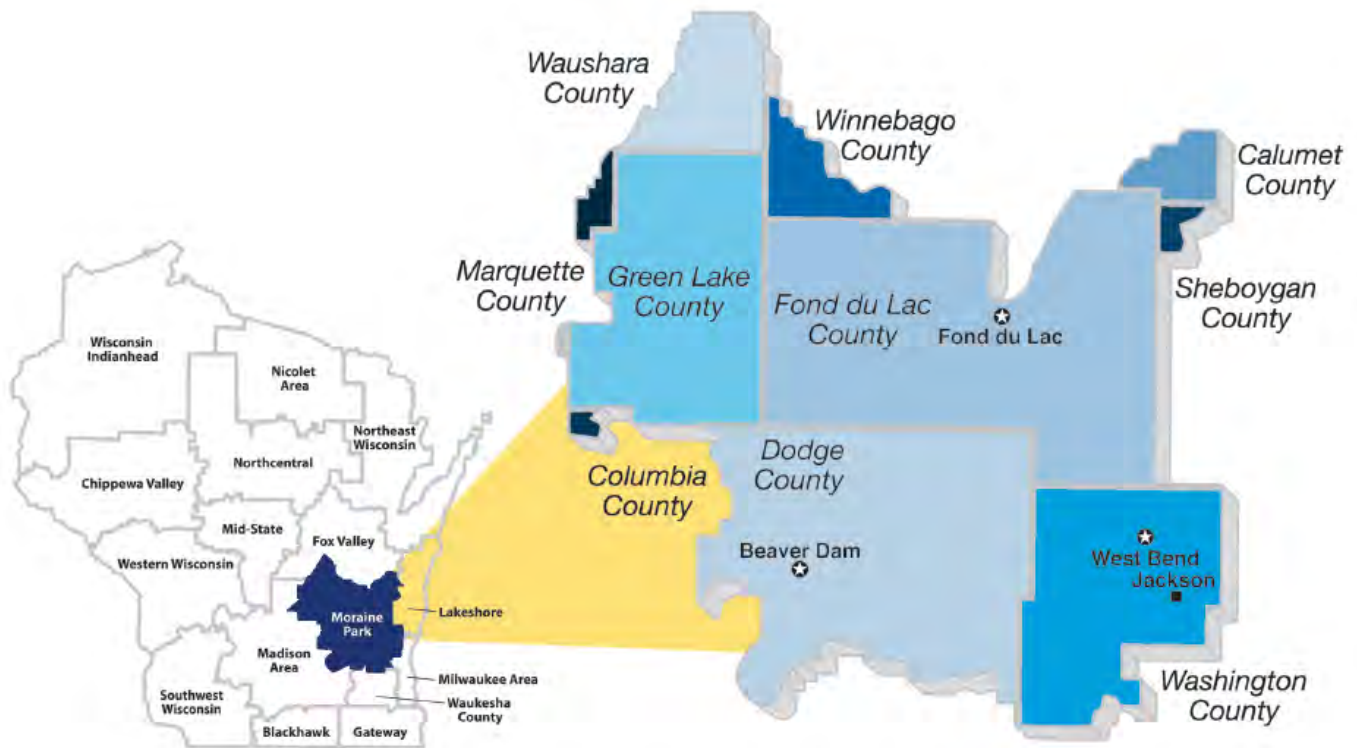 Waushara
County
Winnebago
County
Calumet
County
Marquette
County
Green Lake
County
Fond du Lac
County
Fond du Lac
Sheboygan
County
Columbia
County
Dodge
County
Beaver Dam
West Bend
Jackson
Washington
County
Wisconsin
Indianhead
Nicolet
Area
Northeast
Wisconsin
Northcentral
Chippewa Valley
Mid-State
Fox Valley
Western Wisconsin
Moraine
Park
Lakeshore
Madison
Area
Milwaukee Area
Southwest
Wisconsin
Waukesha
County
Blackhawk
Gateway